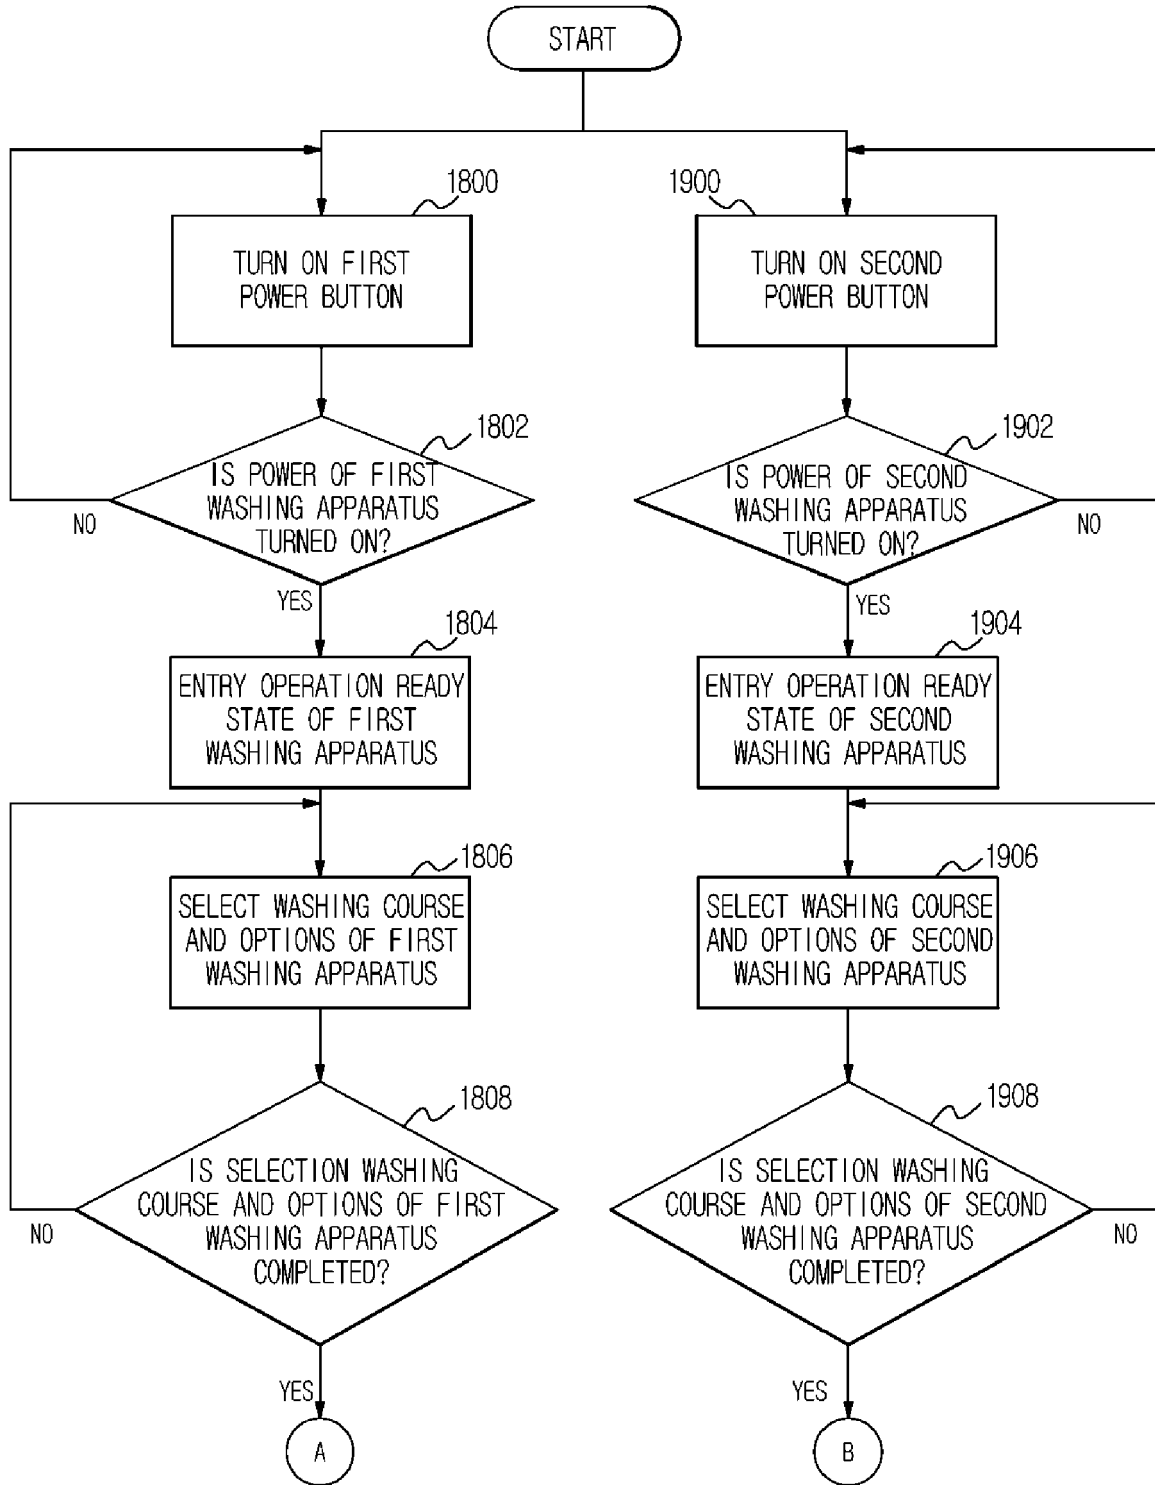 START
1800
TURN ON FIRST
POWER BUTTON
1802
IS POWER OF FIRST
WASHING APPARATUS
TURNED ON?
NO
YES
1804
ENTRY OPERATION READY
STATE OF FIRST
WASHING APPARATUS
1806
SELECT WASHING COURSE
AND OPTIONS OF FIRST
WASHING APPARATUS
1808
IS SELECTION WASHING
COURSE AND OPTIONS OF FIRST
WASHING APPARATUS
COMPLETED?
NO
YES
A
1900
TURN ON SECOND
POWER BUTTON
1902
IS POWER OF SECOND
WASHING APPARATUS
TURNED ON?
NO
YES
1904
ENTRY OPERATION READY
STATE OF SECOND
WASHING APPARATUS
1906
SELECT WASHING COURSE
AND OPTIONS OF SECOND
WASHING APPARATUS
1908
IS SELECTION WASHING
COURSE AND OPTIONS OF SECOND
WASHING APPARATUS
COMPLETED?
NO
YES
B